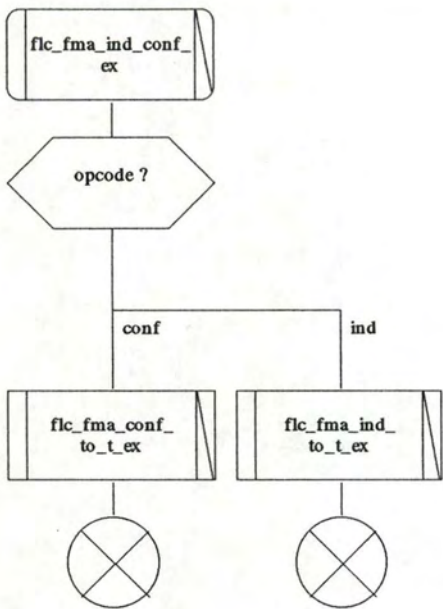 flc_fma_ind_conf_
ex
opcode ?
conf
ind
flc_fma_conf_
to_t_ex
flc_fma_ind_
to_t_ex